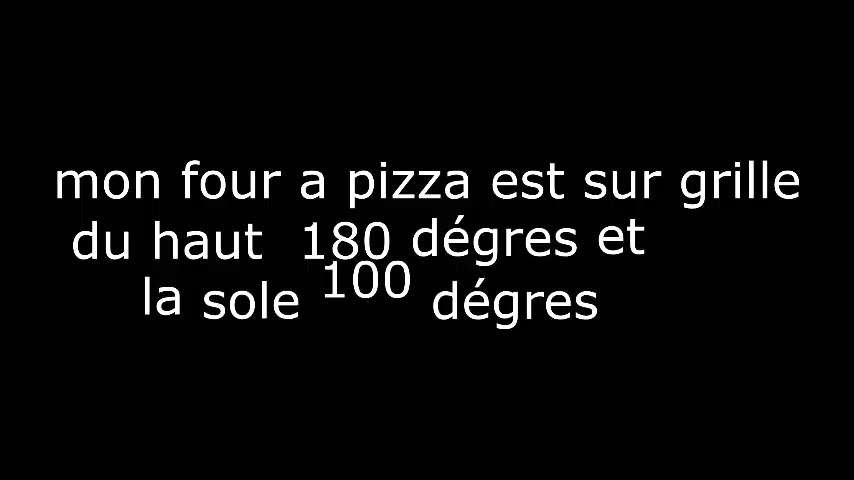 mon four a pizza est sur grille
du haut 180 dégres et
la sole 100 dégres